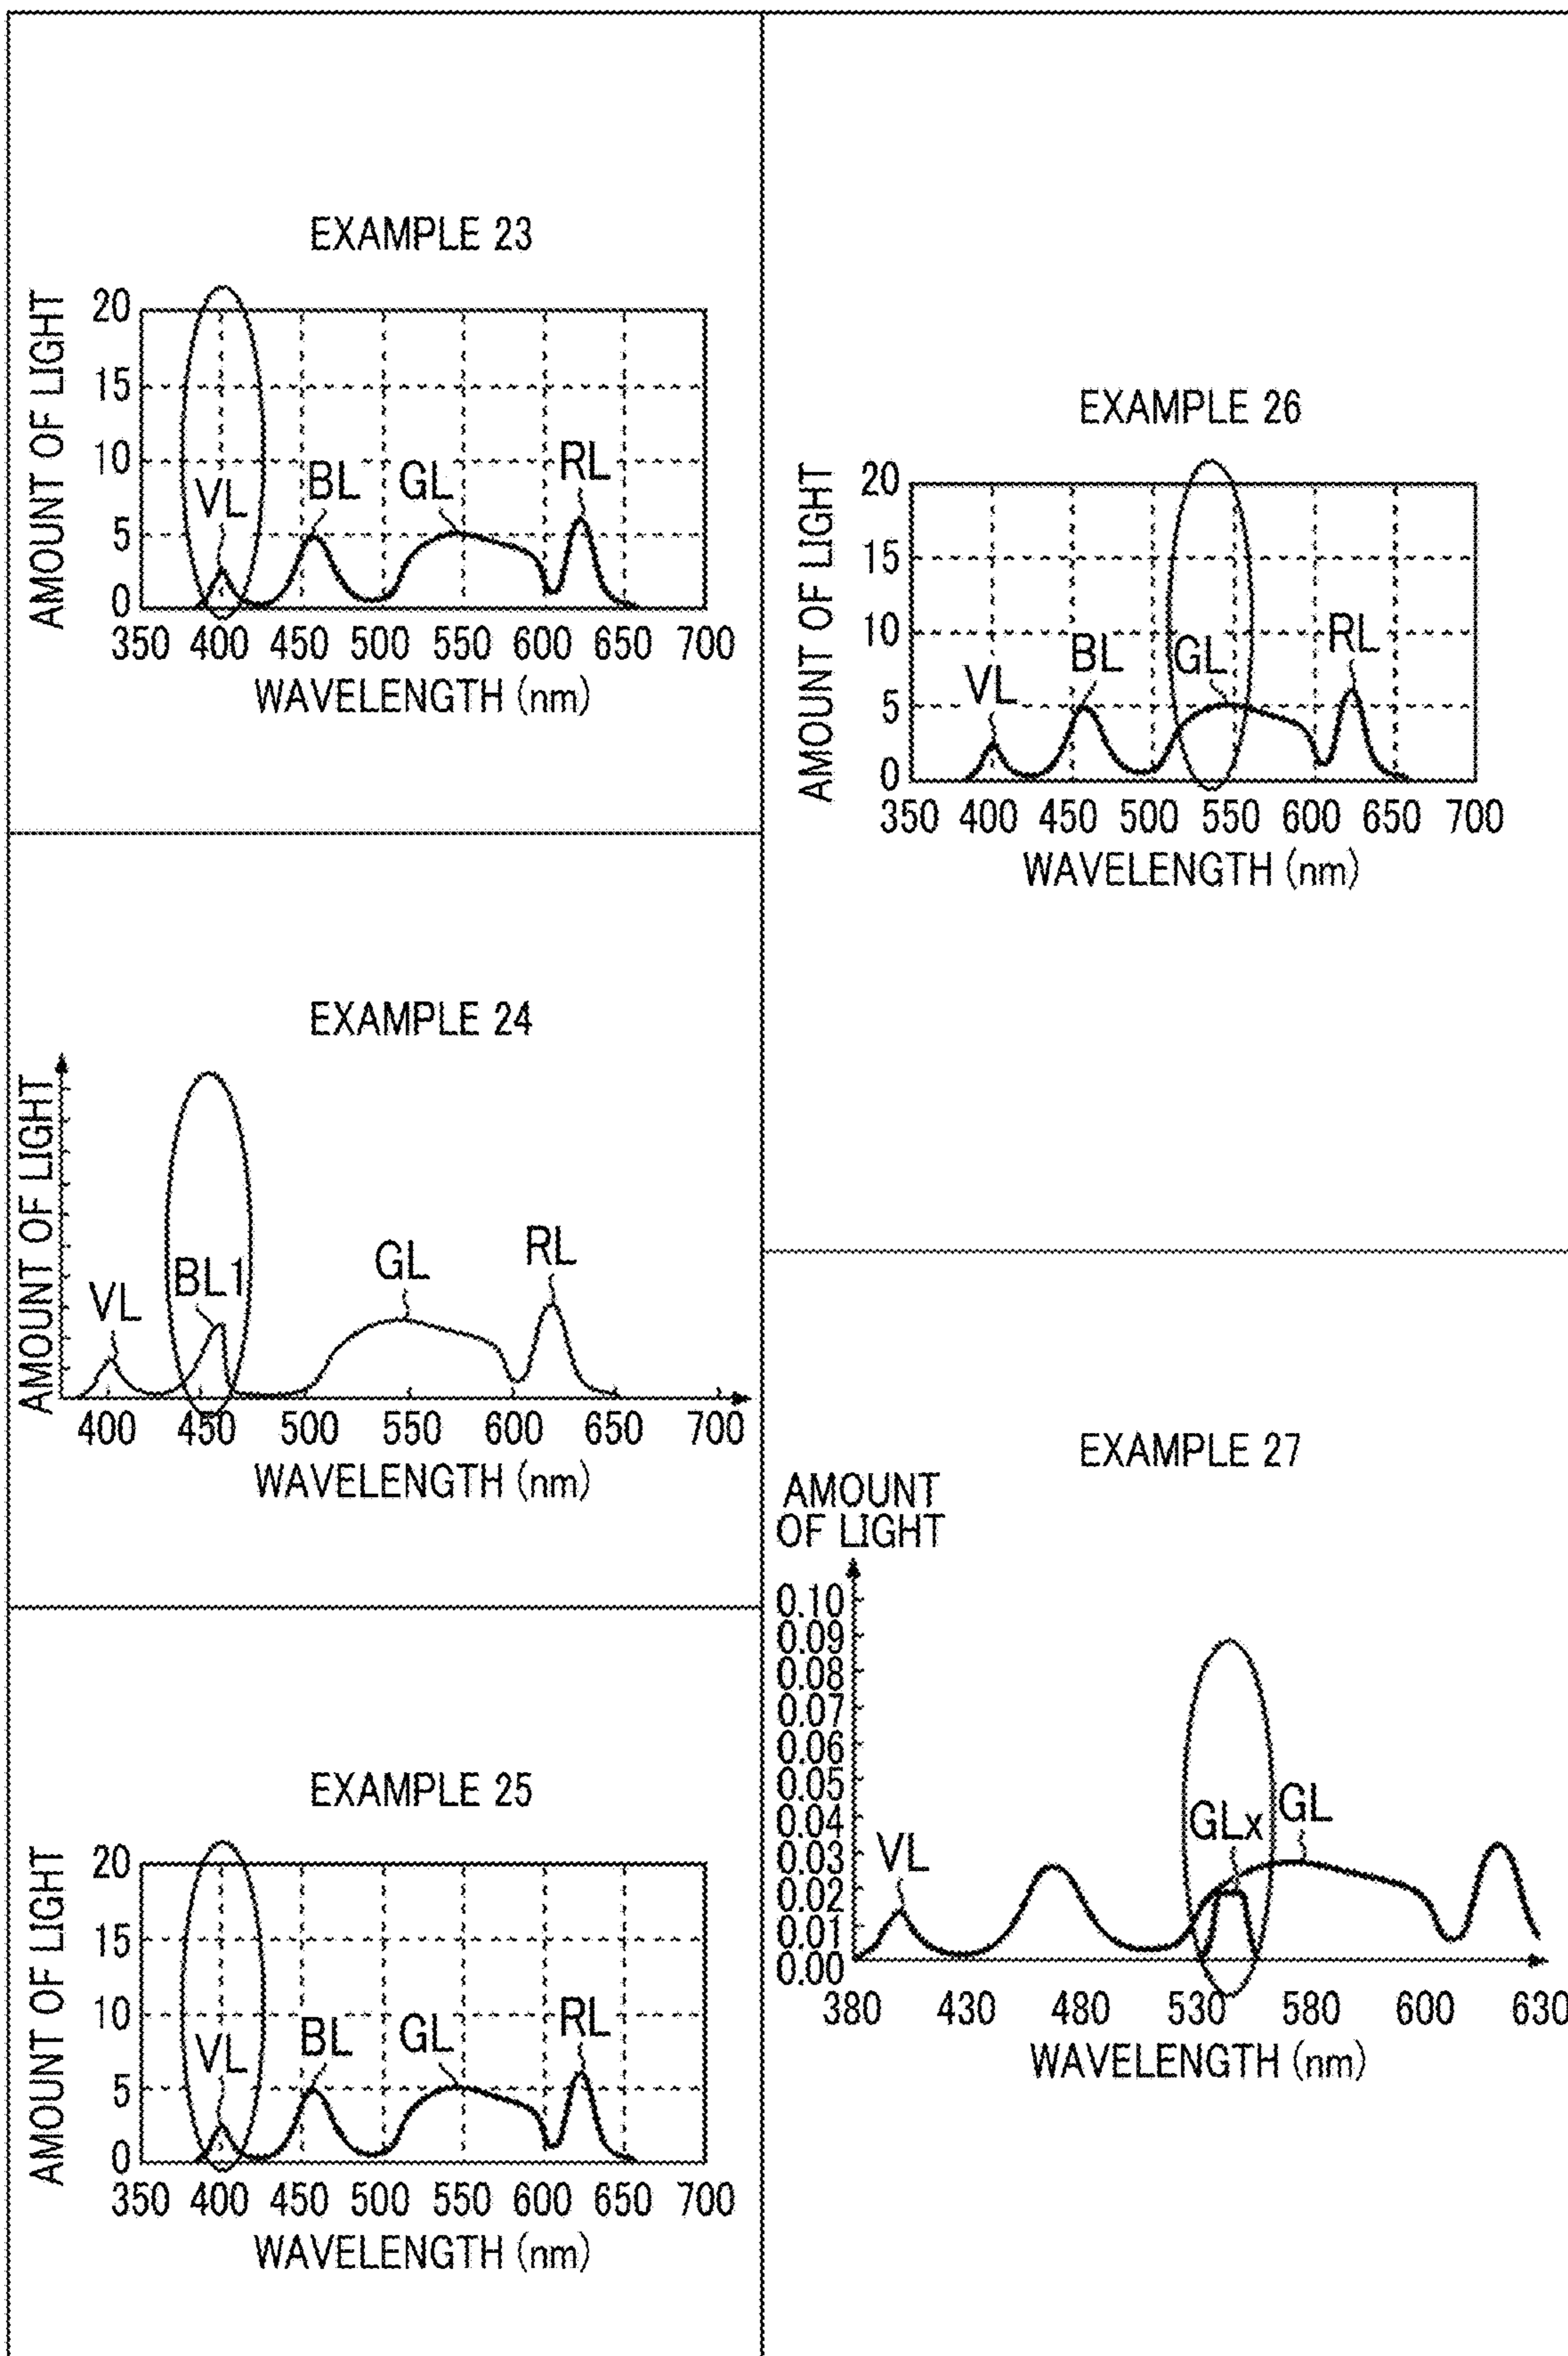 EXAMPLE 23
AMOUNT OF LIGHT
20
15
10
5
0
VL
BL
GL
RL
350 400 450 500 550 600 650 700
WAVELENGTH (nm)
EXAMPLE 24
AMOUNT OF LIGHT
VL
BL1
GL
RL
400 450 500 550 600 650 700
WAVELENGTH (nm)
EXAMPLE 25
AMOUNT OF LIGHT
20
15
10
5
0
VL
BL
GL
RL
350 400 450 500 550 600 650 700
WAVELENGTH (nm)
EXAMPLE 26
AMOUNT OF LIGHT
20
15
10
5
0
VL
BL
GL
RL
350 400 450 500 550 600 650 700
WAVELENGTH (nm)
EXAMPLE 27
AMOUNT
OF LIGHT
0.10
0.09
0.08
0.07
0.06
0.05
0.04
0.03
0.02
0.01
0.00
VL
GLx
GL
380 430 480 530 580 600 630
WAVELENGTH (nm)